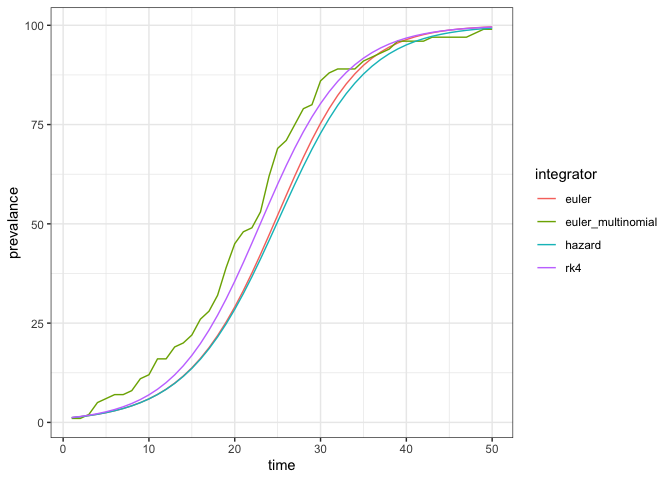 100
75
50
25
0
prevalance
0 10 20 30 40 50
time
integrator
euler
euler_multinomial
hazard
rk4